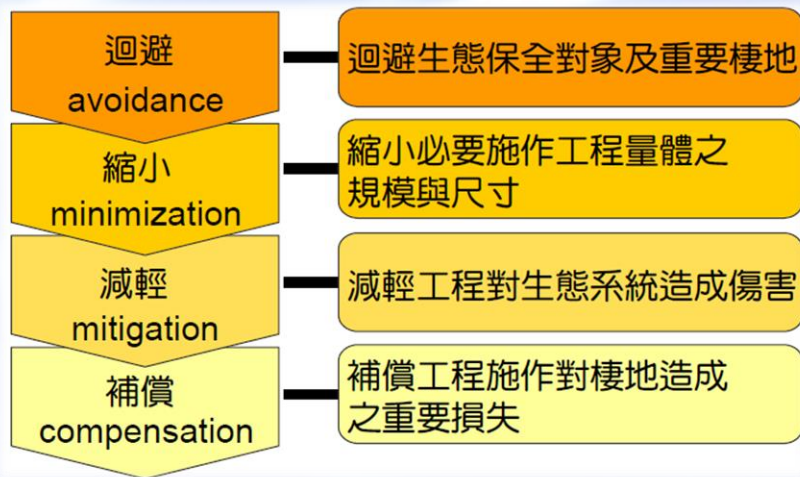 迴避
avoidance
迴避生態保全對象及重要棲地
縮小
minimization
縮小必要施作工程量體之
規模與尺寸
減輕
mitigation
減輕工程對生態系統造成傷害
補償
compensation
補償工程施作對棲地造成
之重要損失